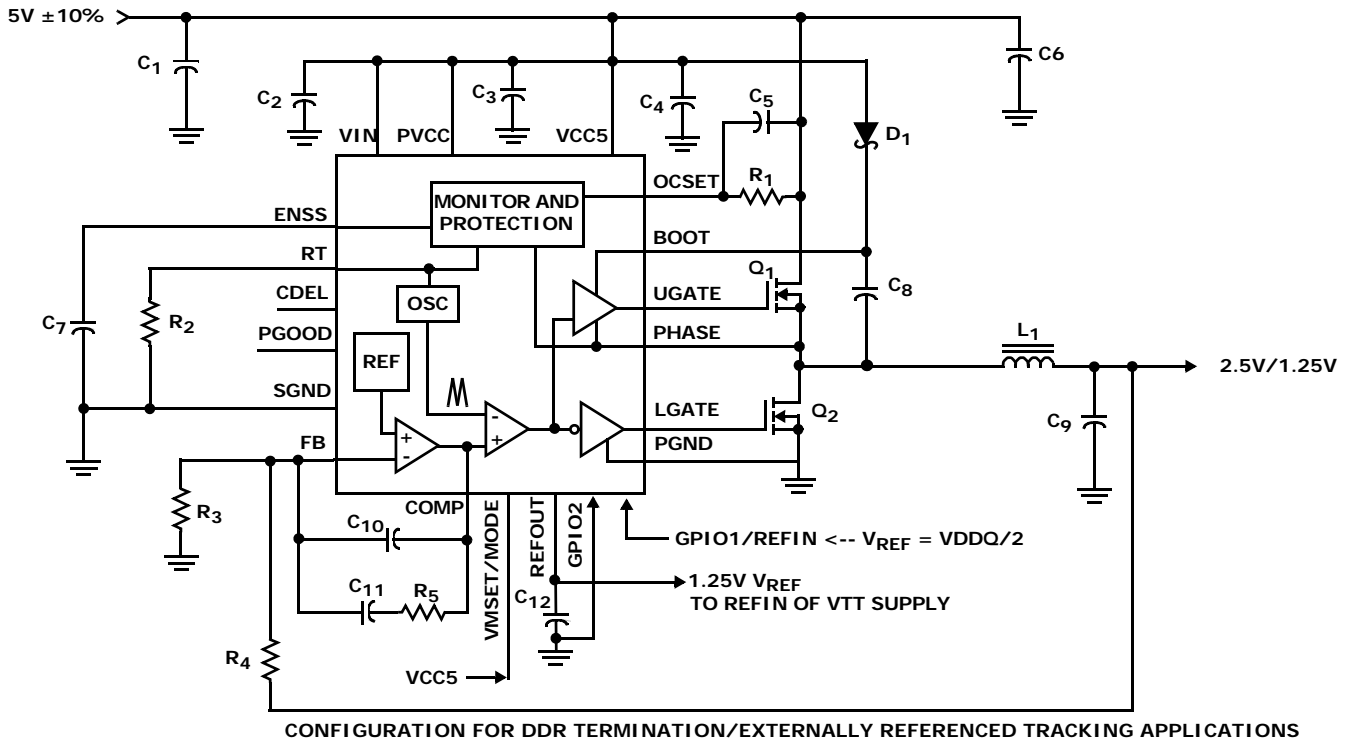 5V ±10%
C1
C2
C3
C4
C5
C6
VIN
PVCC
VCC5
D1
OCSET
R1
MONITOR AND
PROTECTION
ENSS
RT
BOOT
Q1
C8
CDEL
OSC
UGATE
C7
R2
PGOOD
PHASE
L1
REF
2.5V/1.25V
SGND
LGATE
Q2
C9
FB
+
-
-
+
PGND
R3
COMP
VMSET/MODE
REFOUT
GPIO2
C10
GPIO1/REFIN <-- VREF = VDDQ/2
C11
R5
C12
1.25V VREF
TO REFIN OF VTT SUPPLY
R4
VCC5
CONFIGURATION FOR DDR TERMINATION/EXTERNALLY REFERENCED TRACKING APPLICATIONS